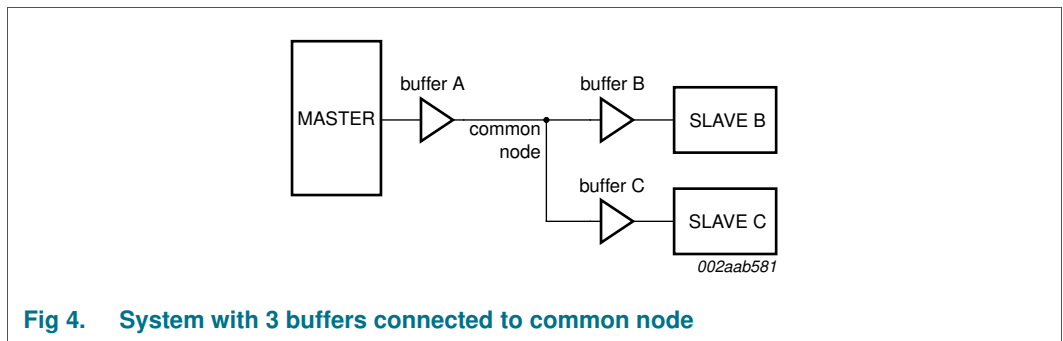 buffer A
buffer B
MASTER
common
node
SLAVE B
buffer C
SLAVE C
002aab581
Fig 4. System with 3 buffers connected to common node